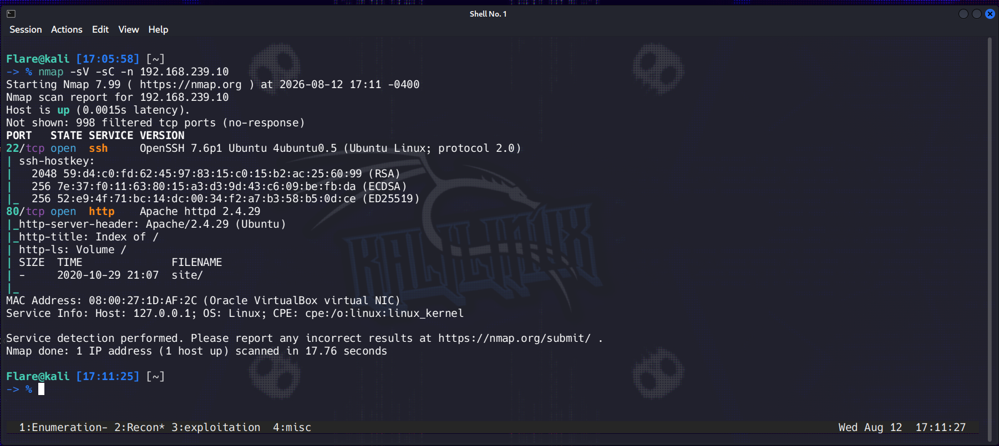 Shell No. 1
Session Actions Edit View Help
Flare@kali [17:05:58] [~]
-> % nmap -sV -sC -n 192.168.239.10
Starting Nmap 7.99 ( https://nmap.org ) at 2026-08-12 17:11 -0400
Nmap scan report for 192.168.239.10
Host is up (0.0015s latency).
Not shown: 998 filtered tcp ports (no-response)
PORT   STATE SERVICE VERSION
22/tcp open  ssh     OpenSSH 7.6p1 Ubuntu 4ubuntu0.5 (Ubuntu Linux; protocol 2.0)
| ssh-hostkey:
|   2048 59:d4:c0:fd:62:45:97:83:15:c0:15:b2:ac:25:60:99 (RSA)
|   256 7e:37:f0:11:63:80:15:a3:d3:9d:43:c6:09:be:fb:da (ECDSA)
|_  256 52:e9:4f:71:bc:14:dc:00:34:f2:a7:b3:58:b5:0d:ce (ED25519)
80/tcp open  http    Apache httpd 2.4.29
|_http-server-header: Apache/2.4.29 (Ubuntu)
|_http-title: Index of /
| http-ls: Volume /
| SIZE  TIME              FILENAME
| -     2020-10-29 21:07  site/
|_
MAC Address: 08:00:27:1D:AF:2C (Oracle VirtualBox virtual NIC)
Service Info: Host: 127.0.0.1; OS: Linux; CPE: cpe:/o:linux:linux_kernel
Service detection performed. Please report any incorrect results at https://nmap.org/submit/ .
Nmap done: 1 IP address (1 host up) scanned in 17.76 seconds
Flare@kali [17:11:25] [~]
-> %
KALI LINUX
1:Enumeration- 2:Recon* 3:exploitation  4:misc
Wed Aug 12  17:11:27